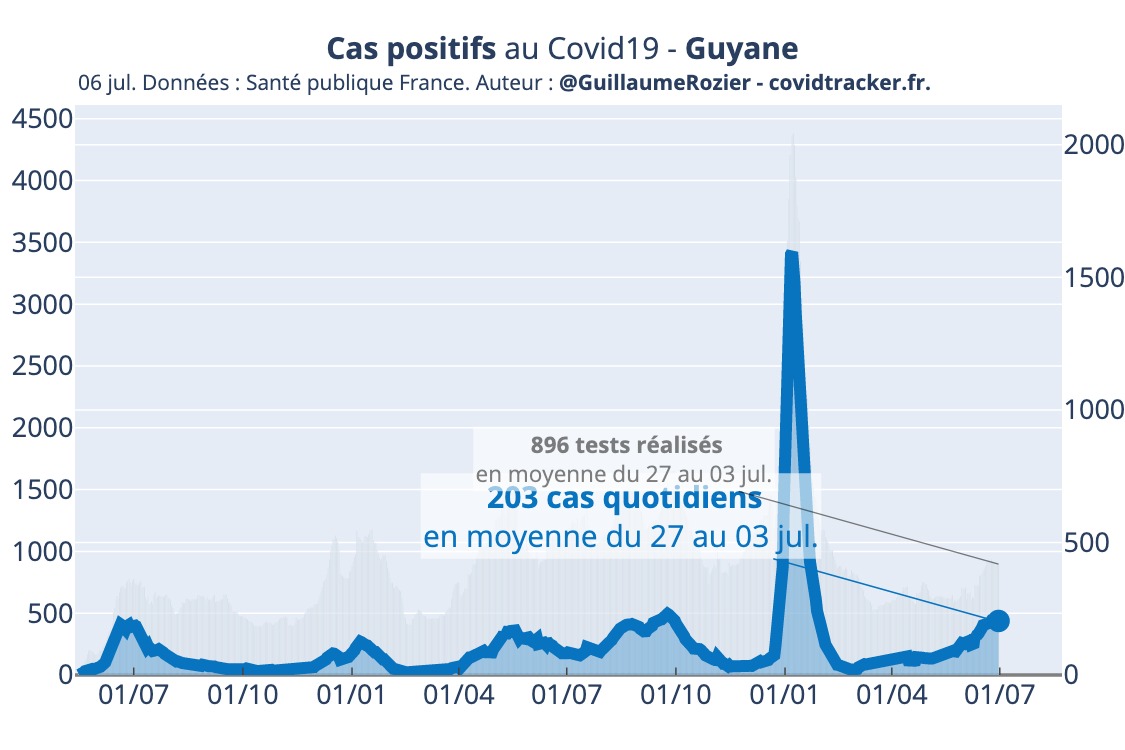 Cas positifs au Covid19 - Guyane
06 jul. Données : Santé publique France. Auteur : @GuillaumeRozier - covidtracker.fr.
4500
4000
3500
3000
2500
2000
1500
1000
500
0
2000
1500
1000
500
0
896 tests réalisés
en moyenne du 27 au 03 jul.
203 cas quotidiens
en moyenne du 27 au 03 jul.
01/07 01/10 01/01 01/04 01/07 01/10 01/01 01/04 01/07